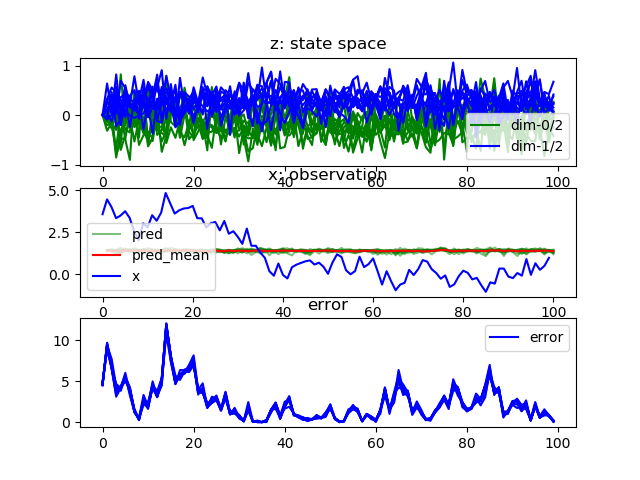 z: state space
1
0
−1
dim-0/2
dim-1/2
0 20 40 60 80 100
x: observation
5.0
2.5
0.0
pred
pred_mean
x
0 20 40 60 80 100
error
10
5
0
error
0 20 40 60 80 100